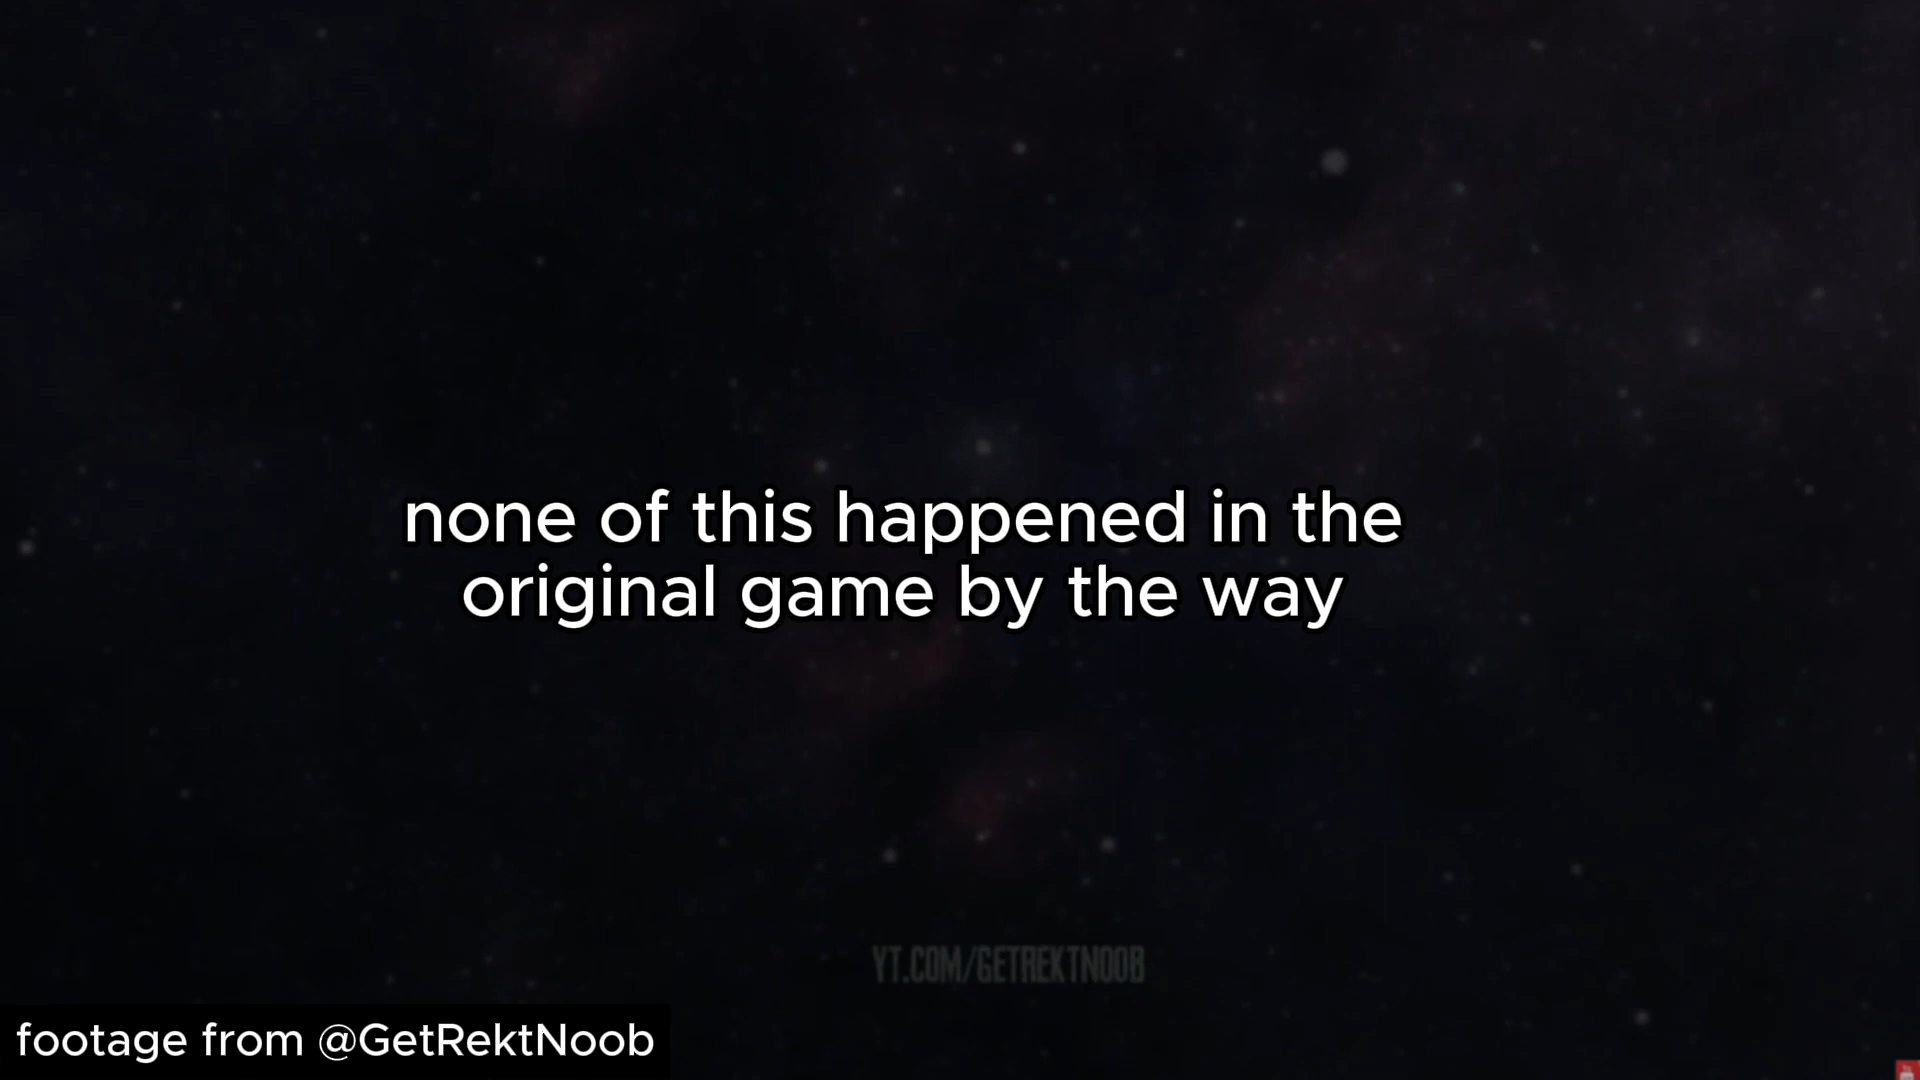 none of this happened in the
original game by the way
YT.COM/GETREKTNOOB
footage from @GetRektNoob